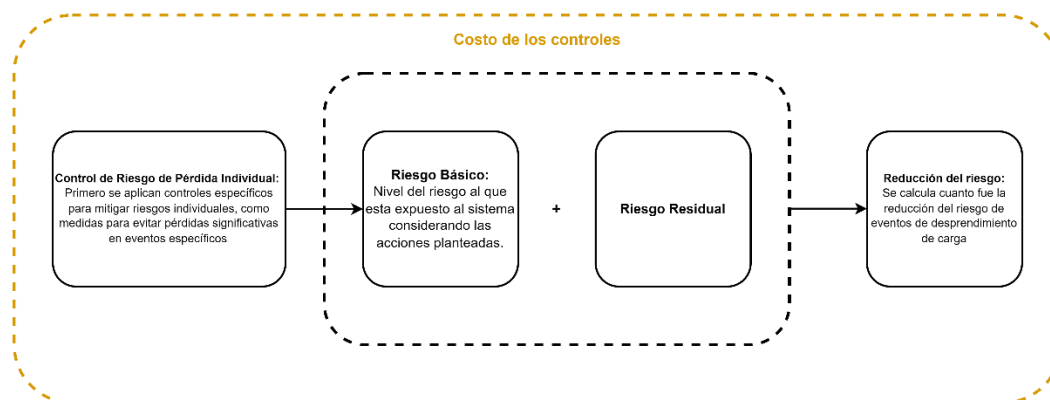 Costo de los controles
Control de Riesgo de Pérdida Individual:
Primero se aplican controles específicos
para mitigar riesgos individuales, como
medidas para evitar pérdidas significativas
en eventos específicos
Riesgo Básico:
Nivel del riesgo al que
esta expuesto al sistema
considerando las
acciones planteadas.
+
Riesgo Residual
Reducción del riesgo:
Se calcula cuanto fue la
reducción del riesgo de
eventos de desprendimiento
de carga